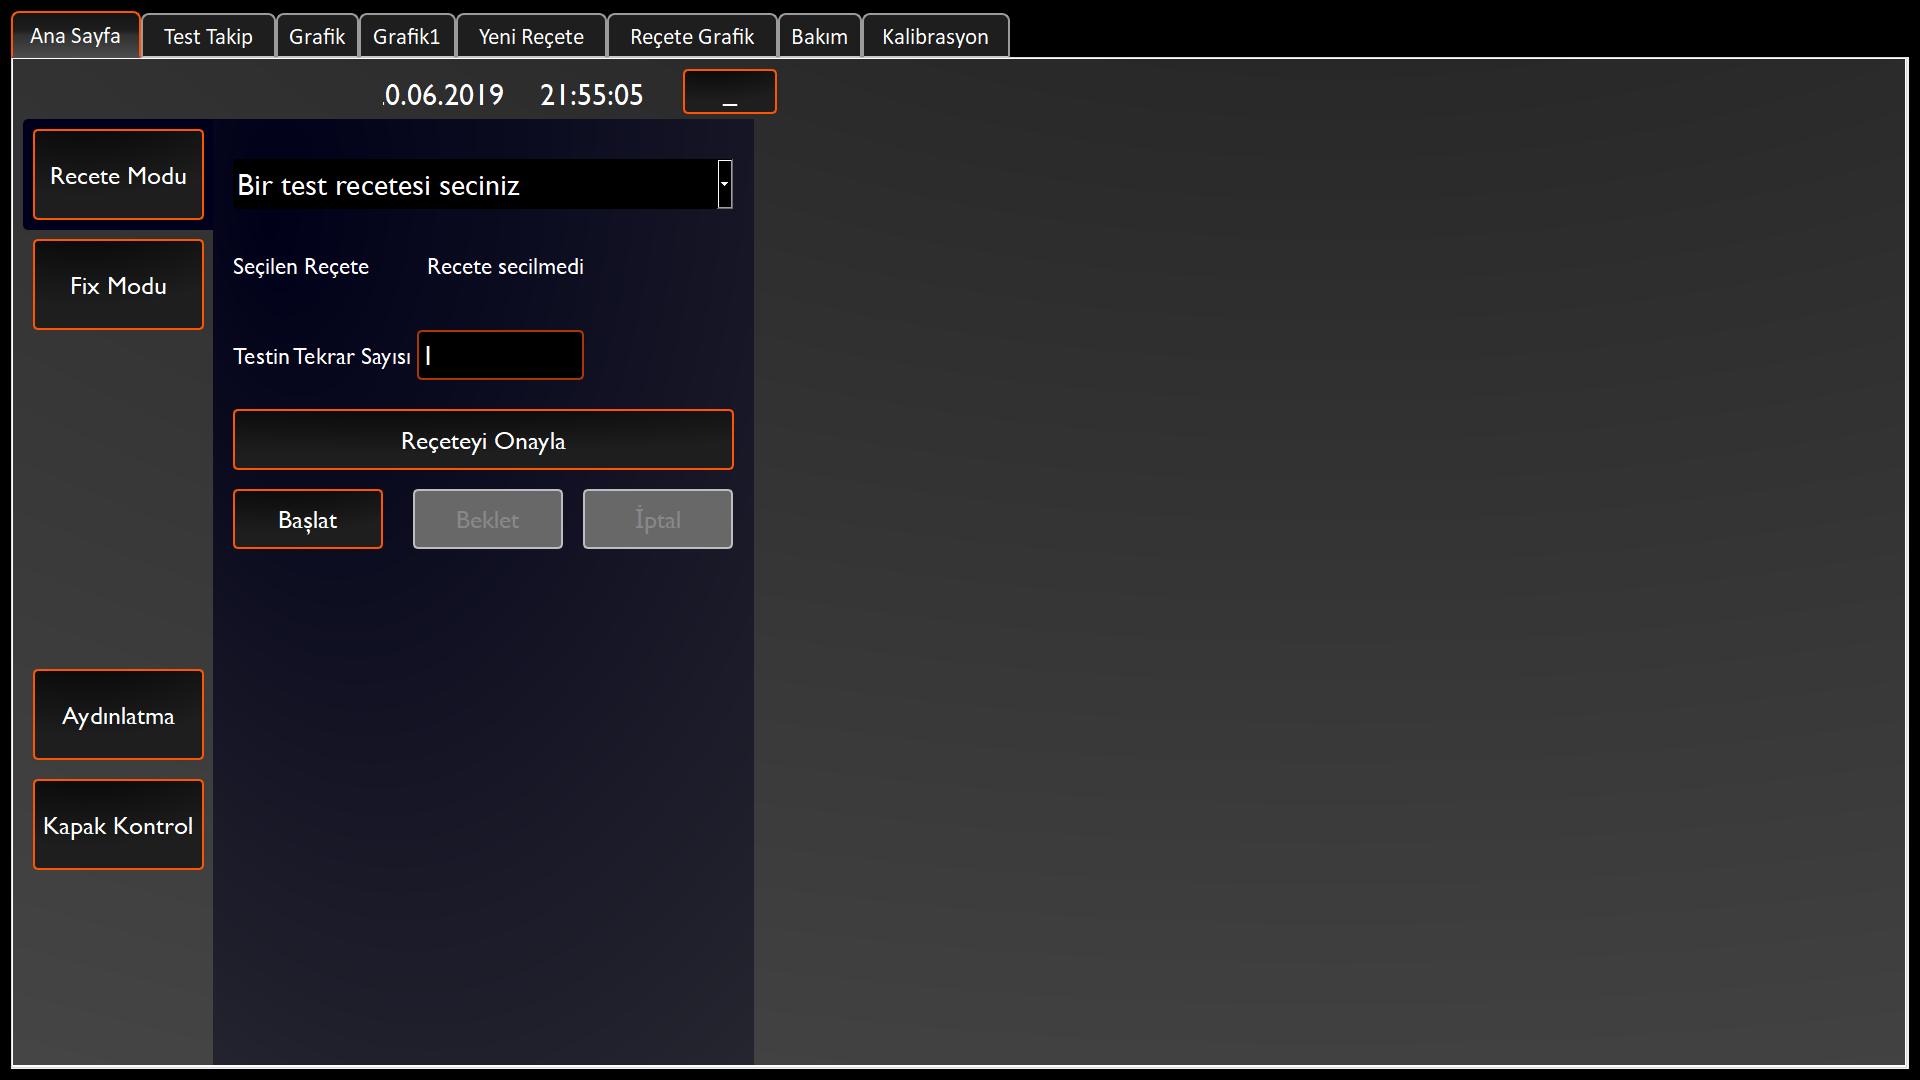 Ana Sayfa Test Takip Grafik Grafik1 Yeni Reçete Reçete Grafik Bakım Kalibrasyon
.0.06.2019 21:55:05 _
Recete Modu
Bir test recetesi seciniz
Seçilen Reçete Recete secilmedi
Fix Modu
Testin Tekrar Sayısı 1
Reçeteyi Onayla
Başlat Beklet İptal
Aydınlatma
Kapak Kontrol